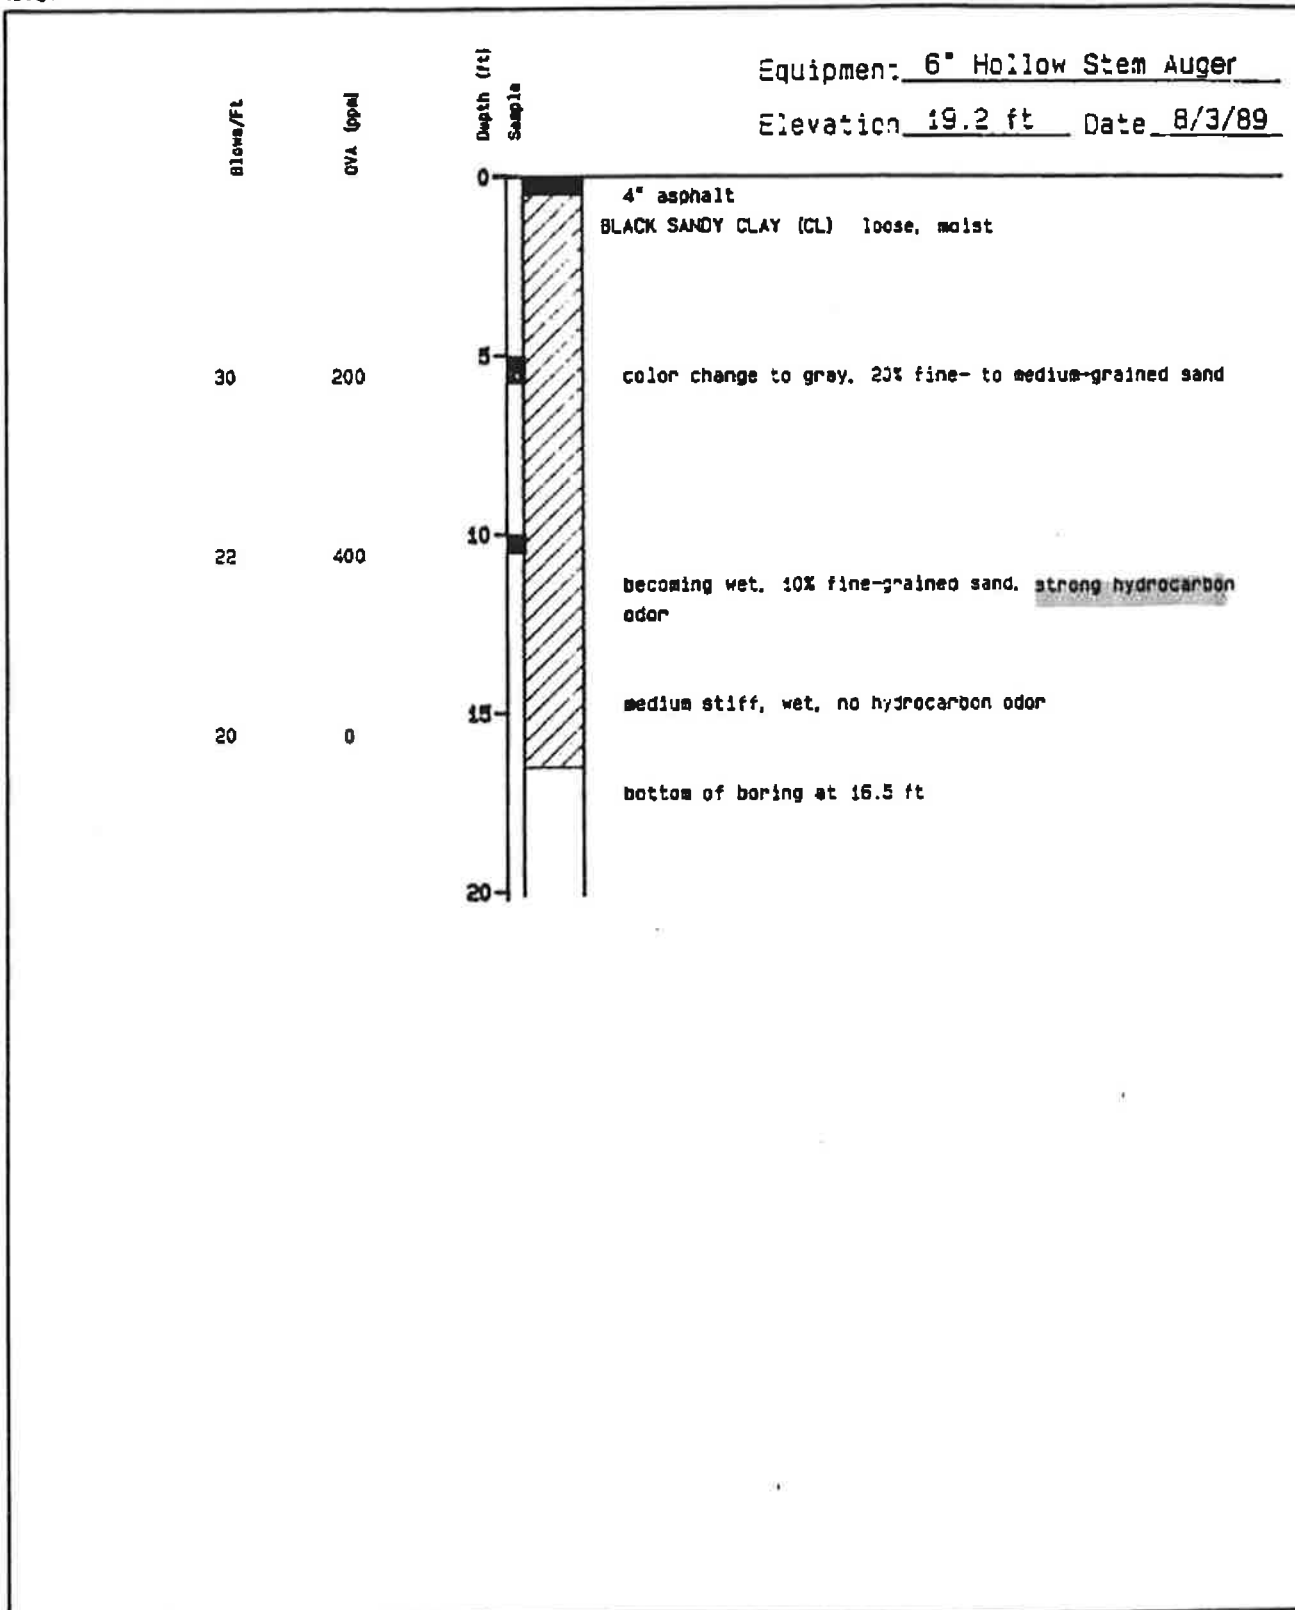 Equipment 6" Hollow Stem Auger
Elevation 19.2 ft Date 8/3/89
Blows/Ft
OVA (ppm)
Depth (ft)
Sample
0
4" asphalt
BLACK SANDY CLAY (CL) loose, moist
5
30 200 color change to gray, 20% fine- to medium-grained sand
10
22 400
becoming wet, 10% fine-grained sand, strong hydrocarbon
odor
15
medium stiff, wet, no hydrocarbon odor
20 0
bottom of boring at 16.5 ft
20